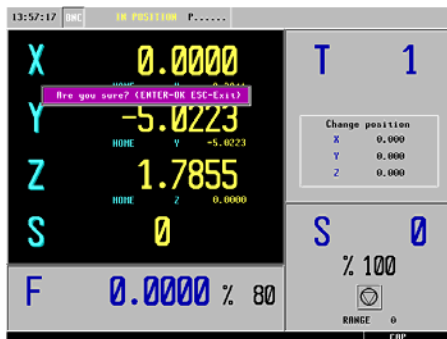 13:57:17 DNC IN POSITION P......
X 0.0000
Are you sure? (ENTER-OK ESC-Exit)
Y -5.0223
HOME Y -5.0223
Z 1.7855
HOME Z 0.0000
S 0
F 0.0000 % 80
T 1
Change position
X 0.000
Y 0.000
Z 0.000
S 0
% 100
RANGE 0
CAP